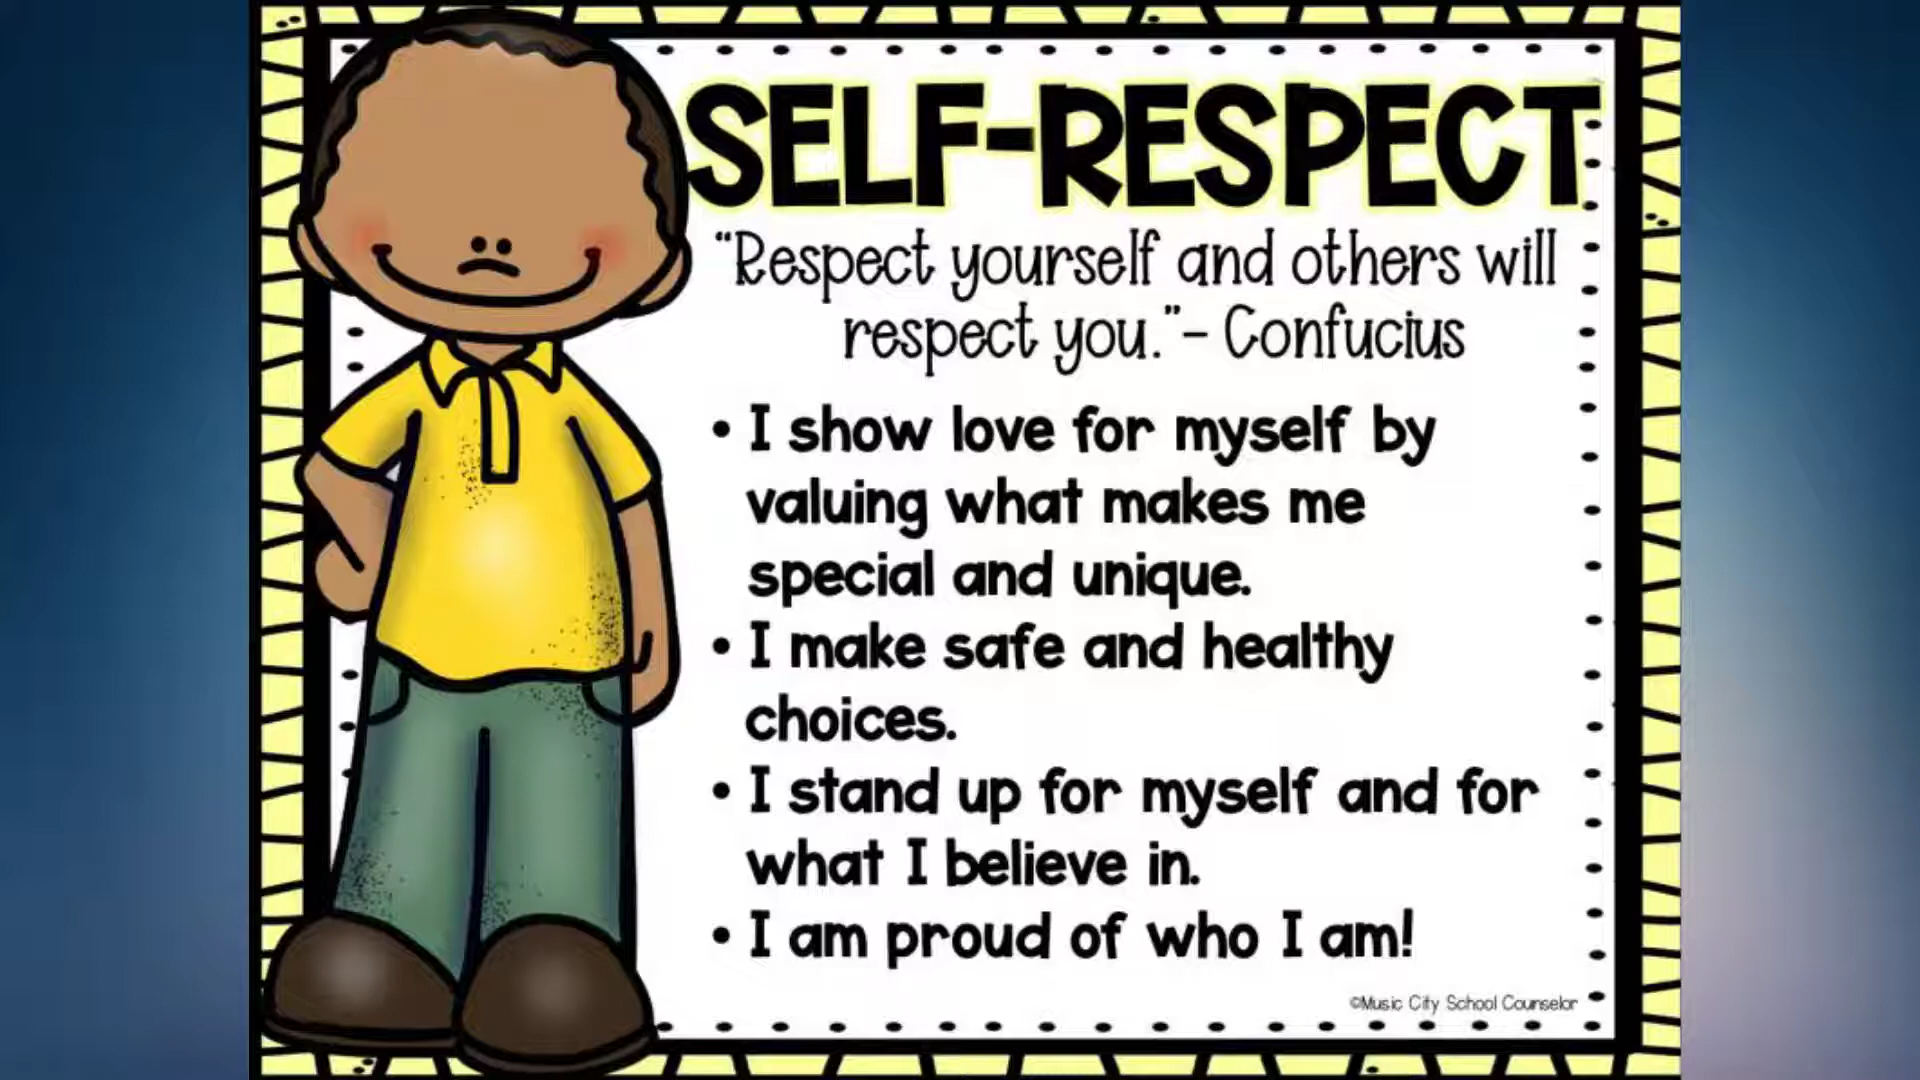 SELF-RESPECT
“Respect yourself and others will
respect you.”- Confucius
• I show love for myself by
valuing what makes me
special and unique.
• I make safe and healthy
choices.
• I stand up for myself and for
what I believe in.
• I am proud of who I am!
©Music City School Counselor